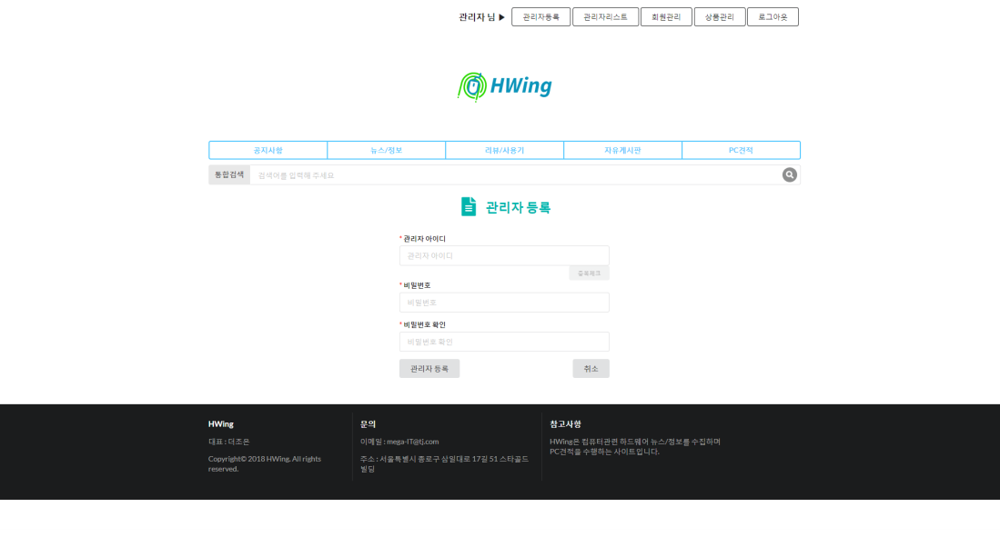 관리자 님 ▶ 관리자등록 관리자리스트 회원관리 상품관리 로그아웃
HWing
공지사항 뉴스/정보 리뷰/사용기 자유게시판 PC견적
통합검색 검색어를 입력해 주세요
관리자 등록
* 관리자 아이디
관리자 아이디
중복체크
* 비밀번호
비밀번호
* 비밀번호 확인
비밀번호 확인
관리자 등록 취소
HWing
대표 : 더조은
Copyright© 2018 HWing. All rights
reserved.
문의
이메일 : mega-IT@tj.com
주소 : 서울특별시 종로구 삼일대로 17길 51 스타골드
빌딩
참고사항
HWing은 컴퓨터관련 하드웨어 뉴스/정보를 수집하며
PC견적을 수행하는 사이트입니다.